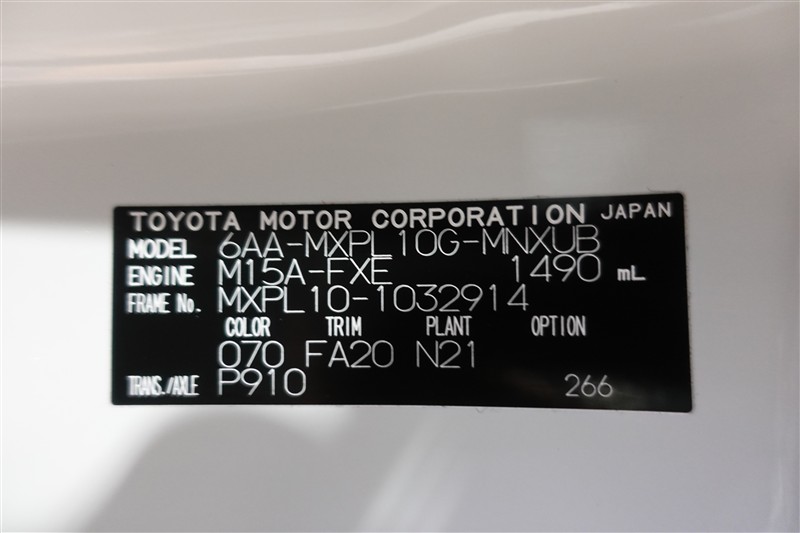 TOYOTA MOTOR CORPORATION JAPAN
MODEL 6AA-MXPL10G-MNXUB
ENGINE M15A-FXE 1490 mL
FRAME No. MXPL10-1032914
COLOR TRIM PLANT OPTION
070 FA20 N21
TRANS./AXLE P910 266